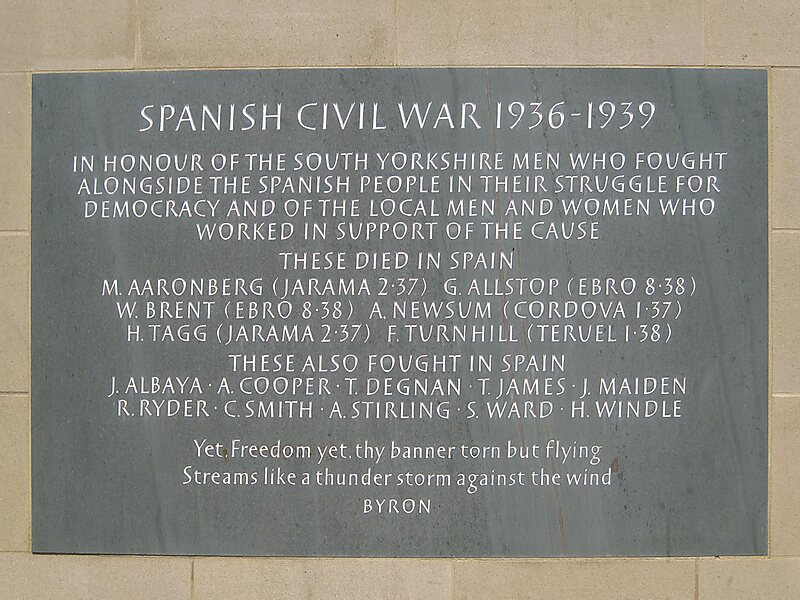 SPANISH CIVIL WAR 1936-1939
IN HONOUR OF THE SOUTH YORKSHIRE MEN WHO FOUGHT
ALONGSIDE THE SPANISH PEOPLE IN THEIR STRUGGLE FOR
DEMOCRACY AND OF THE LOCAL MEN AND WOMEN WHO
WORKED IN SUPPORT OF THE CAUSE
THESE DIED IN SPAIN
M. AARONBERG (JARAMA 2·37) G. ALLSTOP (EBRO 8·38)
W. BRENT (EBRO 8·38) A. NEWSUM (CORDOVA 1·37)
H. TAGG (JARAMA 2·37) F. TURNHILL (TERUEL 1·38)
THESE ALSO FOUGHT IN SPAIN
J. ALBAYA · A. COOPER · T. DEGNAN · T. JAMES · J. MAIDEN
R. RYDER · C. SMITH · A. STIRLING · S. WARD · H. WINDLE
Yet, Freedom yet, thy banner torn but flying
Streams like a thunder storm against the wind
BYRON